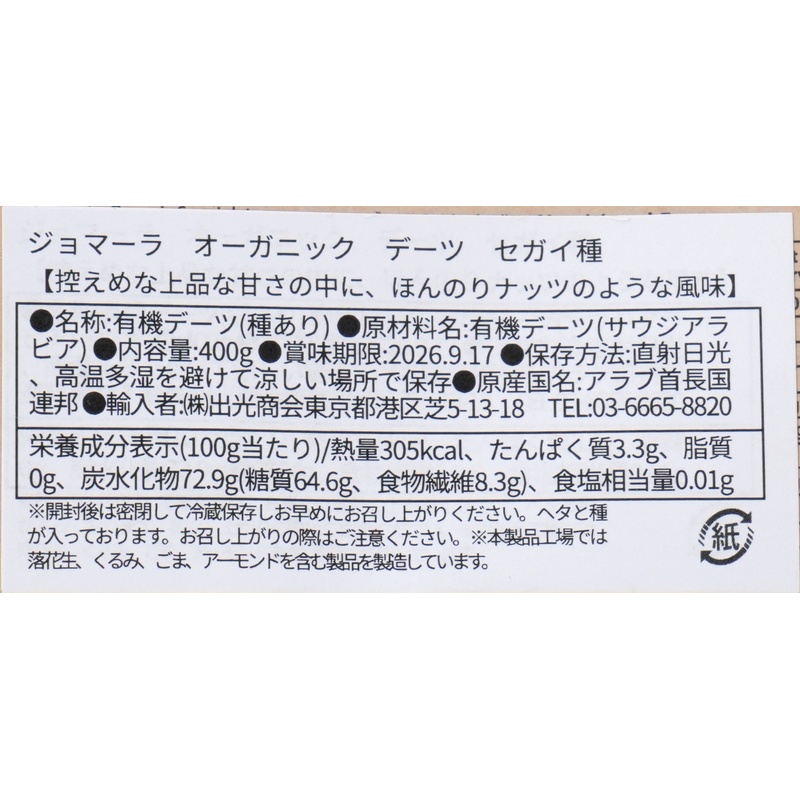 ジョマーラ　オーガニック　デーツ　セガイ種
【控えめな上品な甘さの中に、ほんのりナッツのような風味】
●名称:有機デーツ(種あり)●原材料名:有機デーツ(サウジアラ
ビア)●内容量:400g●賞味期限:2026.9.17●保存方法:直射日光
、高温多湿を避けて涼しい場所で保存●原産国名:アラブ首長国
連邦●輸入者:㈱出光商会東京都港区芝5-13-18　TEL:03-6665-8820
栄養成分表示(100g当たり)/熱量305kcal、たんぱく質3.3g、脂質
0g、炭水化物72.9g(糖質64.6g、食物繊維8.3g)、食塩相当量0.01g
※開封後は密閉して冷蔵保存しお早めにお召し上がりください。ヘタと種
が入っております。お召し上がりの際はご注意ください。※本製品工場では
落花生、くるみ、ごま、アーモンドを含む製品を製造しています。
紙